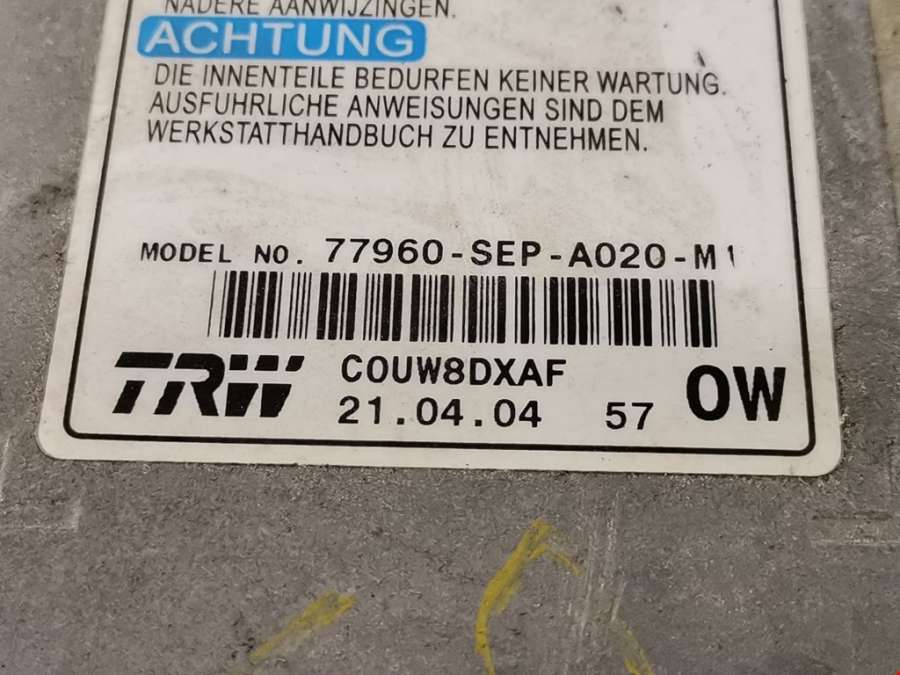 NADERE AANWIJZINGEN.
ACHTUNG
DIE INNENTEILE BEDURFEN KEINER WARTUNG.
AUSFUHRLICHE ANWEISUNGEN SIND DEM
WERKSTATTHANDBUCH ZU ENTNEHMEN.
MODEL NO. 77960-SEP-A020-M1
TRW C0UW8DXAF
21.04.04 57 0W